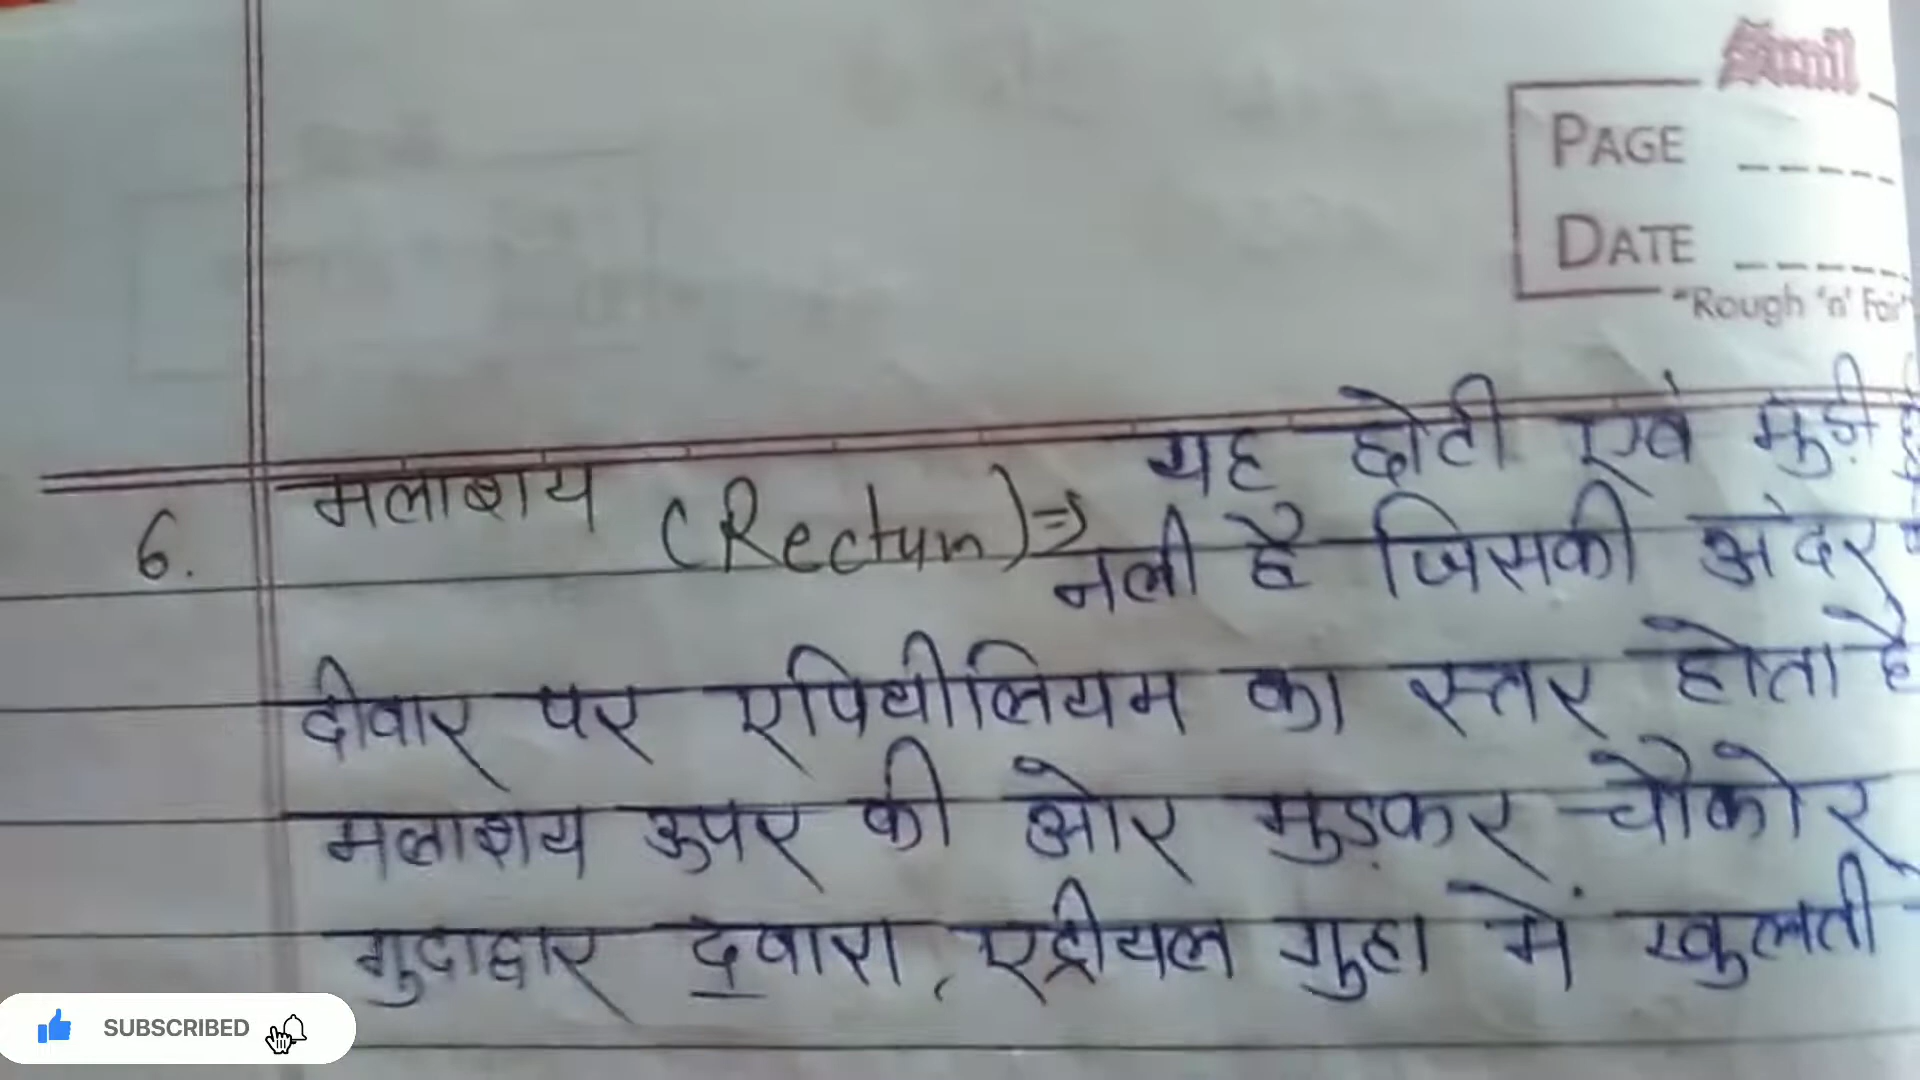 Sunil
PAGE
DATE
"Rough 'n' Fair"
6. मलाशय (Rectum)⇒ यह छोटी एवं मुड़ी
नली है जिसकी अंदर
दीवार पर एपिथीलियम का स्तर होता है
मलाशय ऊपर की ओर मुड़कर चौकोर
गुदाद्वार द्वारा, एट्रीयल गुहा में खुलती
SUBSCRIBED